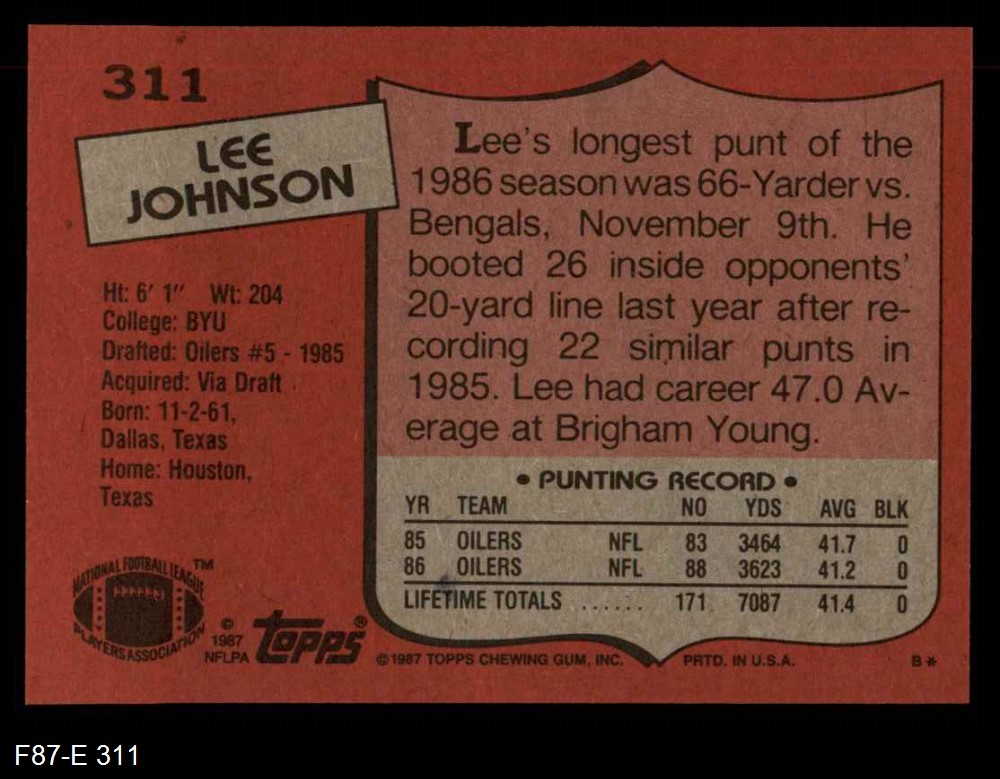 311
LEE
JOHNSON
Ht: 6' 1" Wt: 204
College: BYU
Drafted: Oilers #5 - 1985
Acquired: Via Draft
Born: 11-2-61,
Dallas, Texas
Home: Houston,
Texas
Lee's longest punt of the
1986 season was 66-Yarder vs.
Bengals, November 9th. He
booted 26 inside opponents'
20-yard line last year after re-
cording 22 similar punts in
1985. Lee had career 47.0 Av-
erage at Brigham Young.
• PUNTING RECORD •
YR TEAM NO YDS AVG BLK
85 OILERS NFL 83 3464 41.7 0
86 OILERS NFL 88 3623 41.2 0
LIFETIME TOTALS ...... 171 7087 41.4 0
NATIONAL FOOTBALL LEAGUE ™
PLAYERS ASSOCIATION
© 1987
NFLPA
topps®
©1987 TOPPS CHEWING GUM, INC. PRTD. IN U.S.A. B*
F87-E 311